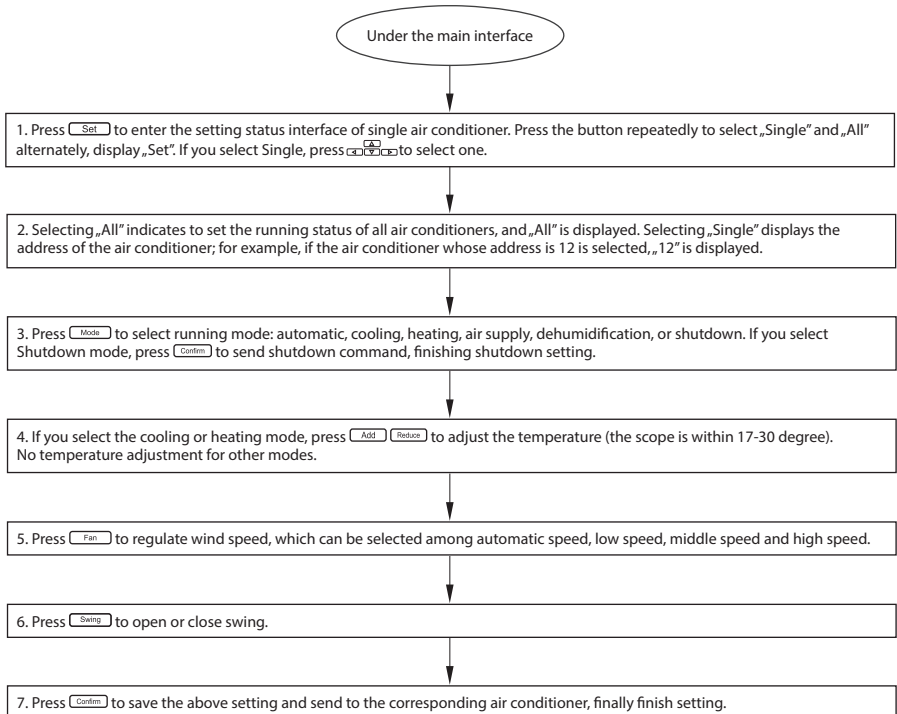 Under the main interface
1. Press Set to enter the setting status interface of single air conditioner. Press the button repeatedly to select „Single” and „All”
alternately, display „Set”. If you select Single, press ◁ △ ▽ ▷ to select one.
2. Selecting „All” indicates to set the running status of all air conditioners, and „All” is displayed. Selecting „Single” displays the
address of the air conditioner; for example, if the air conditioner whose address is 12 is selected, „12” is displayed.
3. Press Mode to select running mode: automatic, cooling, heating, air supply, dehumidification, or shutdown. If you select
Shutdown mode, press Confirm to send shutdown command, finishing shutdown setting.
4. If you select the cooling or heating mode, press Add Reduce to adjust the temperature (the scope is within 17-30 degree).
No temperature adjustment for other modes.
5. Press Fan to regulate wind speed, which can be selected among automatic speed, low speed, middle speed and high speed.
6. Press Swing to open or close swing.
7. Press Confirm to save the above setting and send to the corresponding air conditioner, finally finish setting.